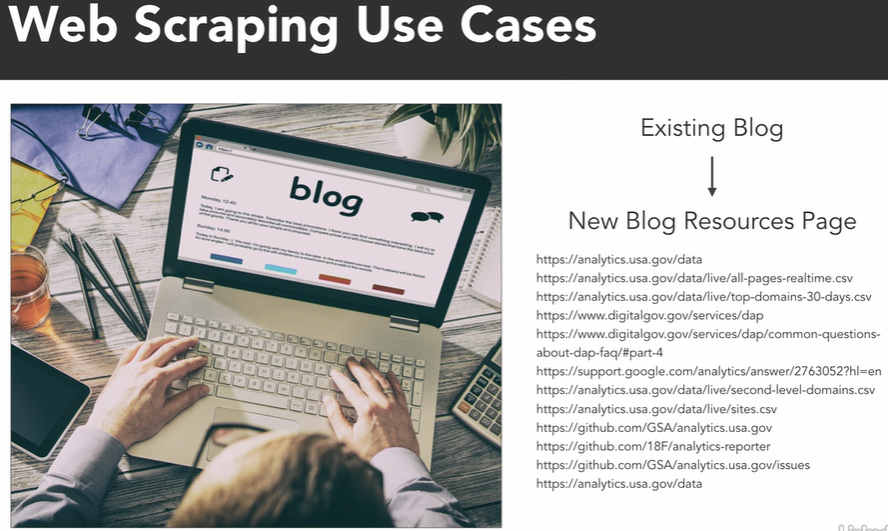 Web Scraping Use Cases
blog
Monday, 12:40
Sunday, 14:50
Existing Blog
New Blog Resources Page
https://analytics.usa.gov/data
https://analytics.usa.gov/data/live/all-pages-realtime.csv
https://analytics.usa.gov/data/live/top-domains-30-days.csv
https://www.digitalgov.gov/services/dap
https://www.digitalgov.gov/services/dap/common-questions-
about-dap-faq/#part-4
https://support.google.com/analytics/answer/2763052?hl=en
https://analytics.usa.gov/data/live/second-level-domains.csv
https://analytics.usa.gov/data/live/sites.csv
https://github.com/GSA/analytics.usa.gov
https://github.com/18F/analytics-reporter
https://github.com/GSA/analytics.usa.gov/issues
https://analytics.usa.gov/data